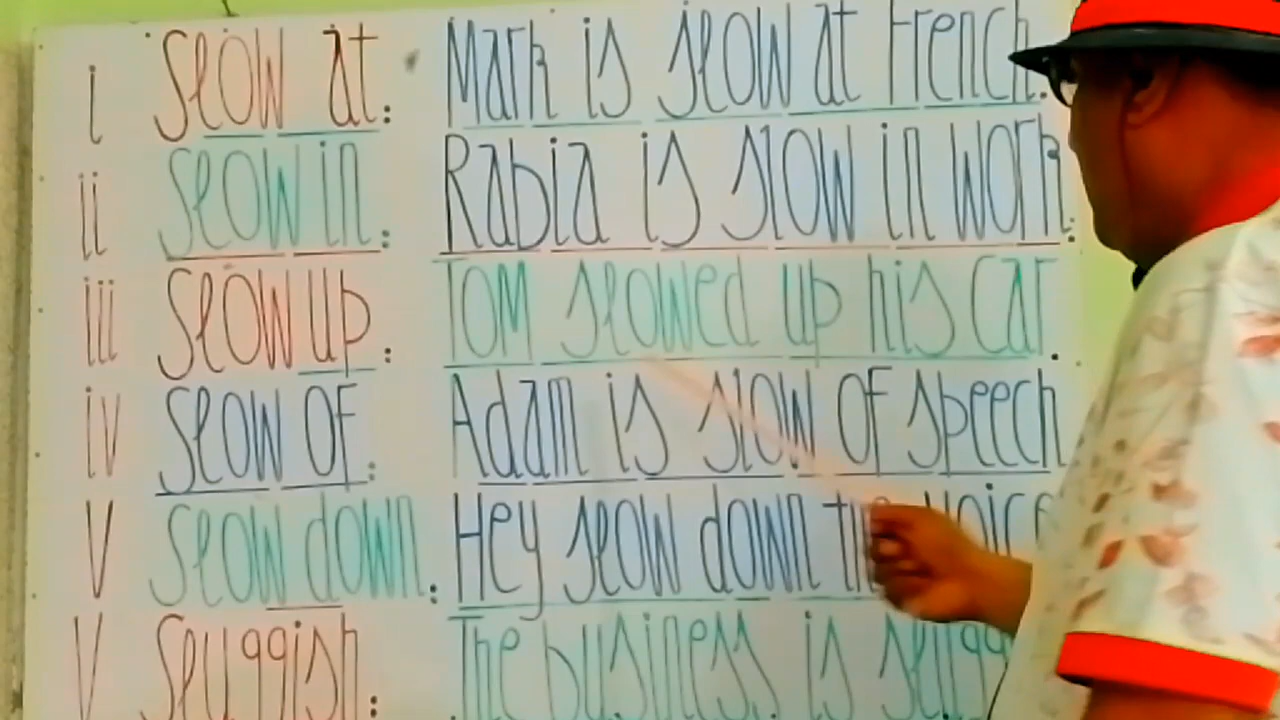 i slow at: Mark is slow at French.
ii slow in: Rabia is slow in work.
iii slow up: Tom slowed up his car.
iv slow of: Adam is slow of speech
v slow down: Hey slow down voice
V sluggish: The business is